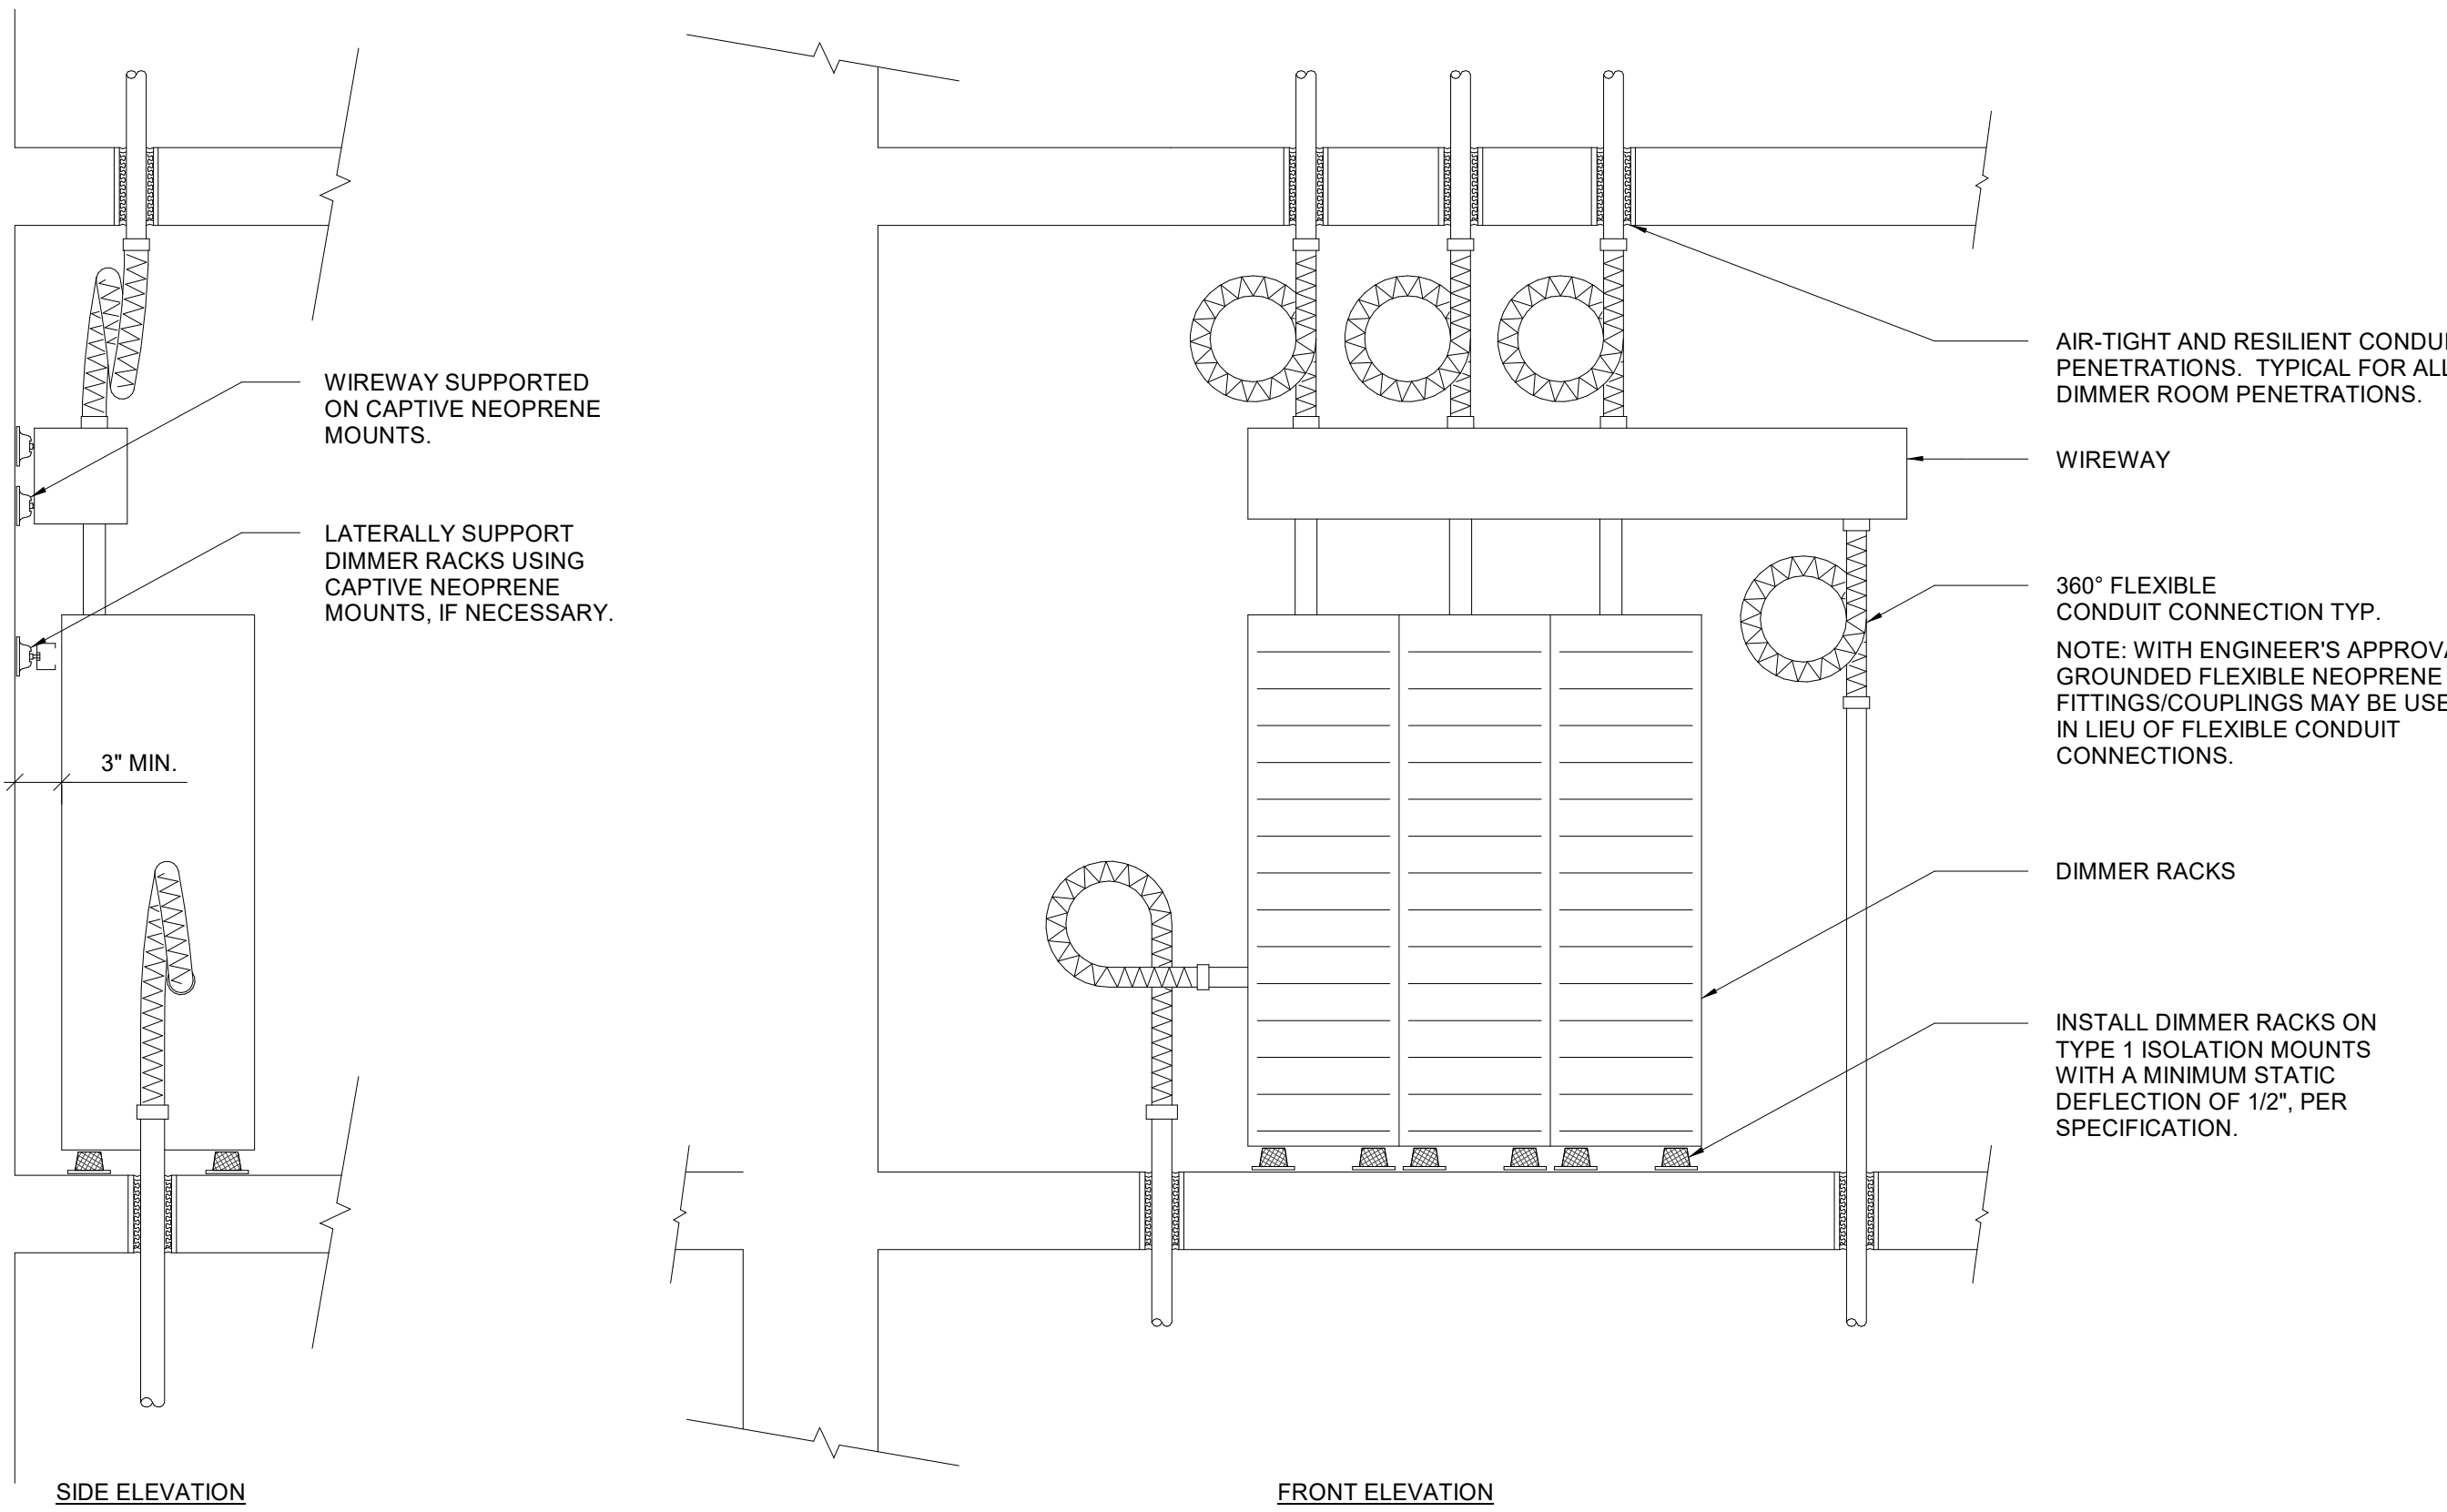 WIREWAY SUPPORTED
ON CAPTIVE NEOPRENE
MOUNTS.
LATERALLY SUPPORT
DIMMER RACKS USING
CAPTIVE NEOPRENE
MOUNTS, IF NECESSARY.
3" MIN.
SIDE ELEVATION
AIR-TIGHT AND RESILIENT
PENETRATIONS. TYPICAL FOR ALL
DIMMER ROOM PENETRATIONS.
WIREWAY
360° FLEXIBLE
CONDUIT CONNECTION TYP.
NOTE: WITH ENGINEER'S
GROUNDED FLEXIBLE NEOPRENE
FITTINGS/COUPLINGS MAY BE
IN LIEU OF FLEXIBLE CONDUIT
CONNECTIONS.
DIMMER RACKS
INSTALL DIMMER RACKS ON
TYPE 1 ISOLATION MOUNTS
WITH A MINIMUM STATIC
DEFLECTION OF 1/2", PER
SPECIFICATION.
FRONT ELEVATION